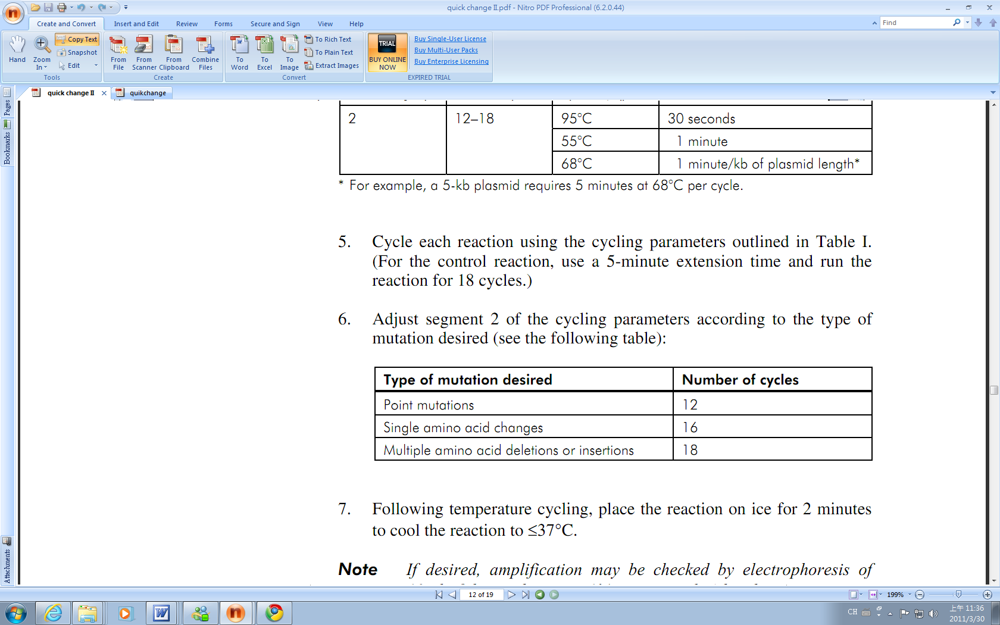 quick change II.pdf - Nitro PDF Professional (6.2.0.44)
Create and Convert Insert and Edit Review Forms Secure and Sign View Help
Find
Hand
Zoom In
Copy Text
Snapshot
Edit
Tools
From File
From Scanner
From Clipboard
Combine Files
Create
To Word
To Excel
To Image
To Rich Text
To Plain Text
Extract Images
Convert
TRIAL
BUY ONLINE NOW
Buy Single-User License
Buy Multi-User Packs
Buy Enterprise Licensing
EXPIRED TRIAL
quick change II quikchange
Pages
Bookmarks
Attachments
2 12–18 95°C 30 seconds
55°C 1 minute
68°C 1 minute/kb of plasmid length*
* For example, a 5-kb plasmid requires 5 minutes at 68°C per cycle.
5. Cycle each reaction using the cycling parameters outlined in Table I.
(For the control reaction, use a 5-minute extension time and run the
reaction for 18 cycles.)
6. Adjust segment 2 of the cycling parameters according to the type of
mutation desired (see the following table):
Type of mutation desired Number of cycles
Point mutations 12
Single amino acid changes 16
Multiple amino acid deletions or insertions 18
7. Following temperature cycling, place the reaction on ice for 2 minutes
to cool the reaction to ≤37°C.
Note If desired, amplification may be checked by electrophoresis of
12 of 19
199%
CH
上午 11:36
2011/3/30